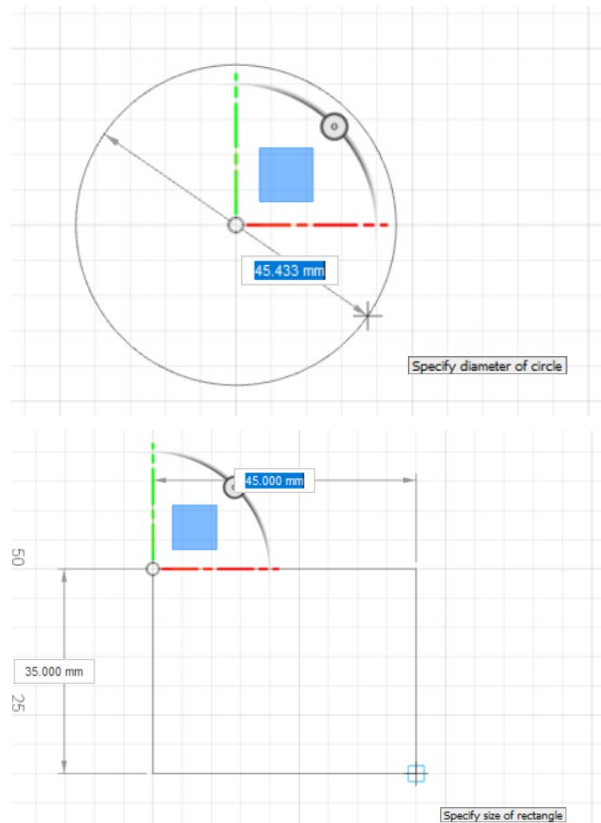 45.433 mm
Specify diameter of circle
45.000 mm
50
35.000 mm
25
Specify size of rectangle